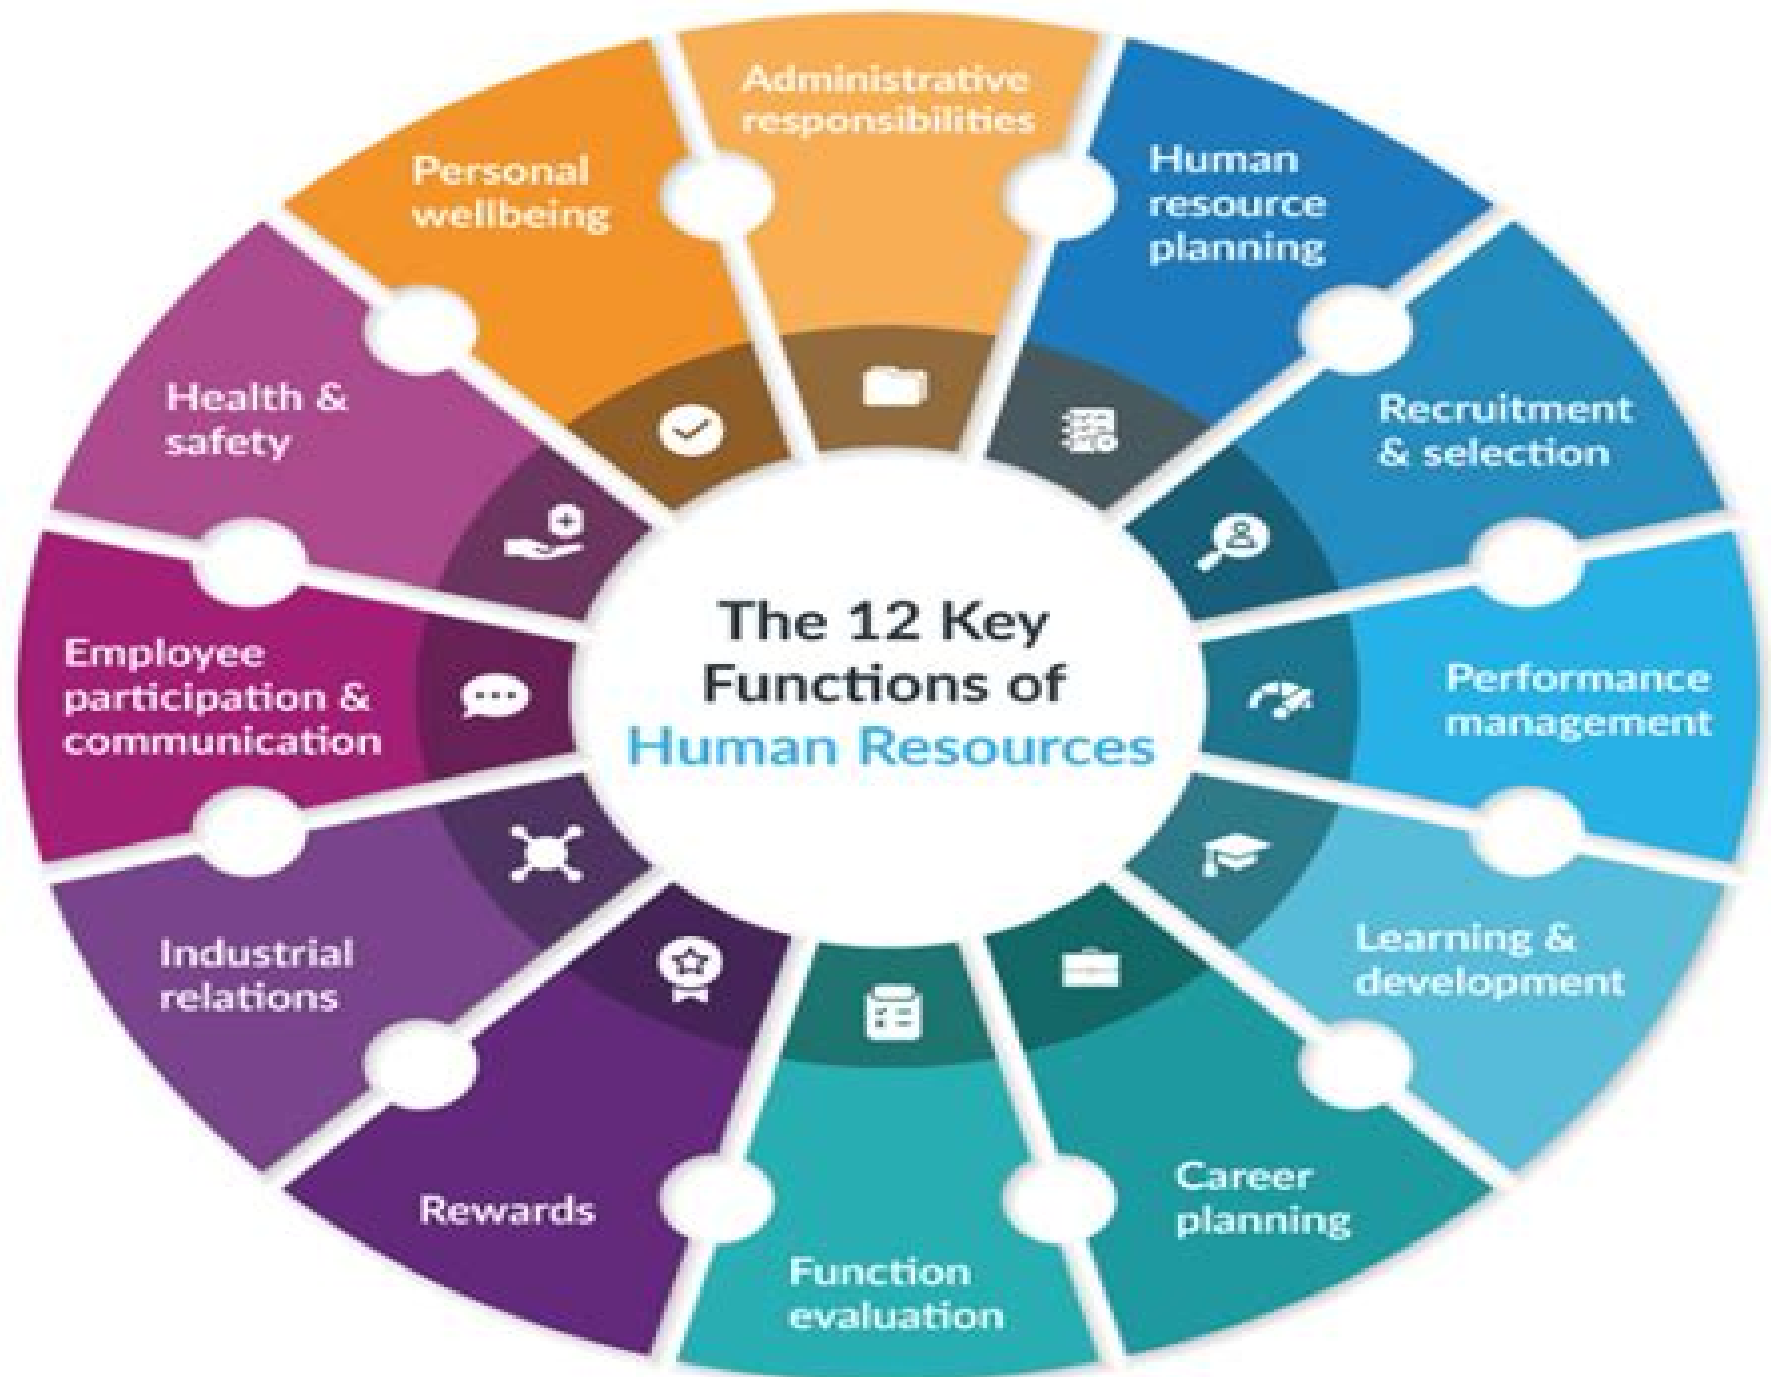 The 12 Key
Functions of
Human Resources
Administrative
responsibilities
Human
resource
planning
Recruitment
& selection
Performance
management
Learning &
development
Career
planning
Function
evaluation
Rewards
Industrial
relations
Employee
participation &
communication
Health &
safety
Personal
wellbeing